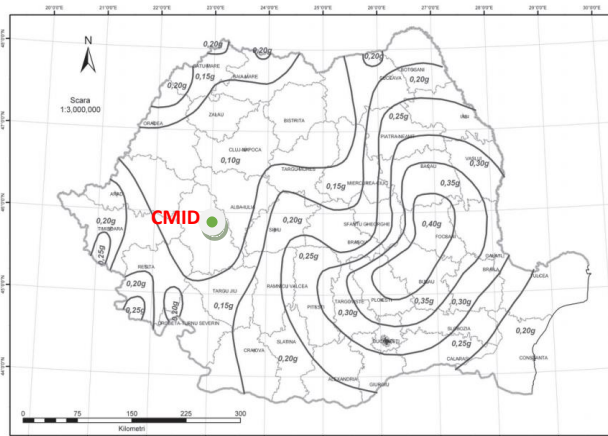 20°0'0"E 21°0'0"E 22°0'0"E 23°0'0"E 24°0'0"E 25°0'0"E 26°0'0"E 27°0'0"E 28°0'0"E 29°0'0"E 30°0'0"E
N
Scara
1:3,000,000
0,20g 0,20g 0,20g
SATU MARE BOTOSANI
0,20g 0,15g BAIA MARE SUCEAVA 0,20g
ORADEA ZALAU BISTRITA 0,25g IASI
PIATRA-NEAMT
CLUJ-NAPOCA VASLUI
0,10g TARGU MURES BACAU 0,30g
0,15g MIERCUREA-CIUC 0,35g
ARAD
CMID ALBA-IULIA
0,20g 0,20g 0,40g
TIMISOARA SIBIU SFANTU GHEORGHE FOCSANI
0,25g BRASOV
0,25g GALATI
RESITA BRAILA TULCEA
0,20g TARGU JIU RAMNICU VALCEA BUZAU
0,25g 0,20g 0,15g PITESTI TARGOVISTE PLOIESTI 0,35g 0,30g
DROBETA-TURNU SEVERIN 0,30g SLOBOZIA 0,20g
CRAIOVA SLATINA BUCURESTI 0,25g
0,20g CALARASI CONSTANTA
ALEXANDRIA GIURGIU
0 75 150 225 300
Kilometri